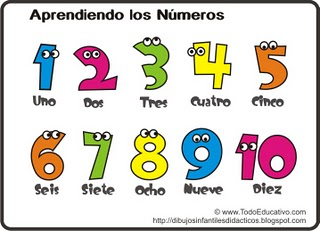 Aprendiendo los Números
1 2 3 4 5
Uno Dos Tres Cuatro Cinco
6 7 8 9 10
Seis Siete Ocho Nueve Diez
© www.TodoEducativo.com
http://dibujosinfantilesdidacticos.blogspot.com